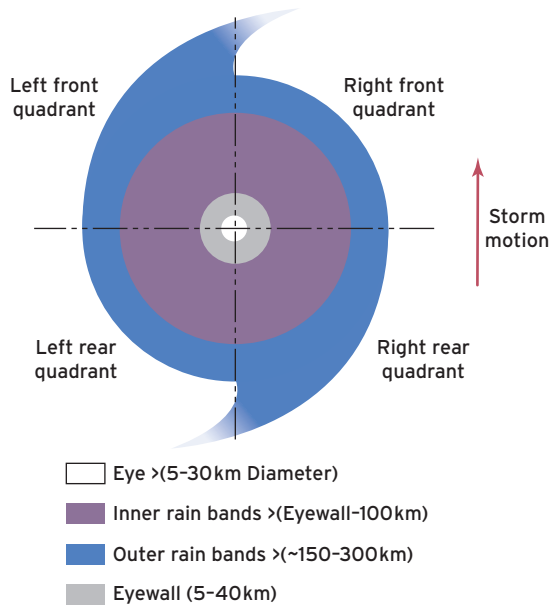 Left front
quadrant
Right front
quadrant
Storm
motion
Left rear
quadrant
Right rear
quadrant
Eye >(5–30km Diameter)
Inner rain bands >(Eyewall–100km)
Outer rain bands >(~150–300km)
Eyewall (5–40km)